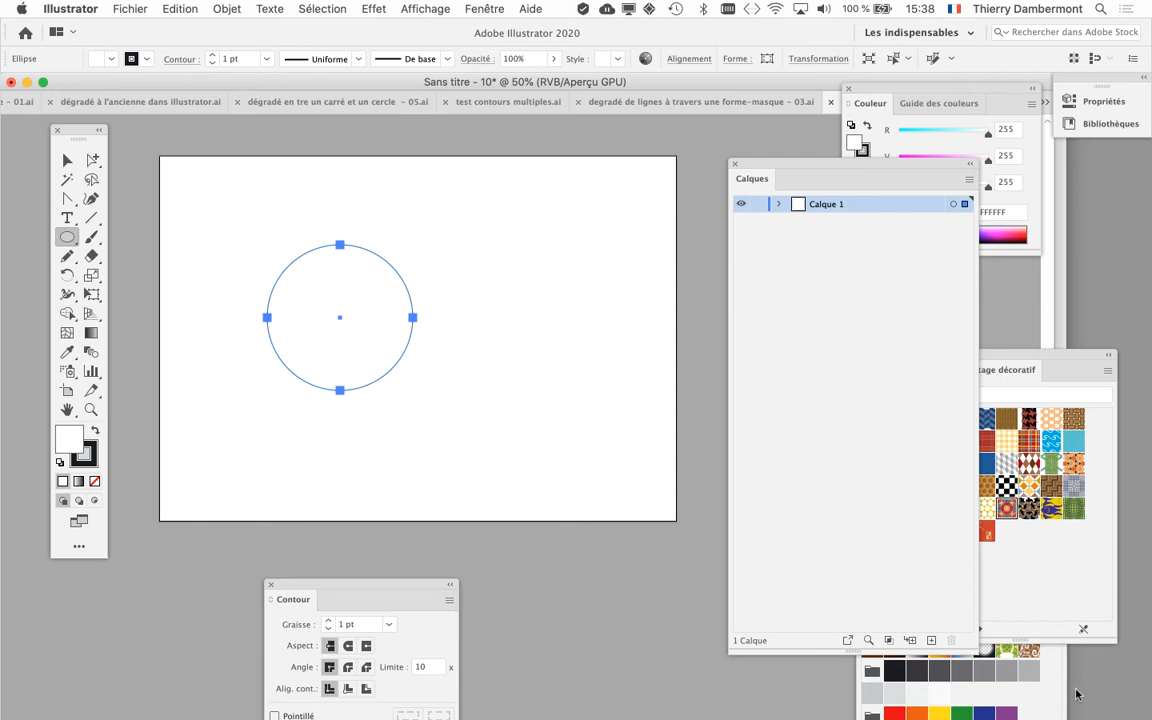 Illustrator Fichier Edition Objet Texte Sélection Effet Affichage Fenêtre Aide 100 % 15:38 Thierry Dambermont
Adobe Illustrator 2020 Les indispensables Rechercher dans Adobe Stock
Ellipse Contour : 1 pt Uniforme De base Opacité : 100% Style : Alignement Forme : Transformation
Sans titre - 10* @ 50% (RVB/Aperçu GPU)
e - 01.ai × dégradé à l'ancienne dans illustrator.ai × dégradé en tre un carré et un cercle - 05.ai × test contours multiples.ai × dégradé de lignes à travers une forme-masque - 03.ai ×
Couleur Guide des couleurs
Propriétés
Bibliothèques
R 255
V 255
255
FFFFFF
Calques
Calque 1
1 Calque
tage décoratif
Contour
Graisse : 1 pt
Aspect :
Angle : Limite : 10 x
Alig. cont.:
Pointillé